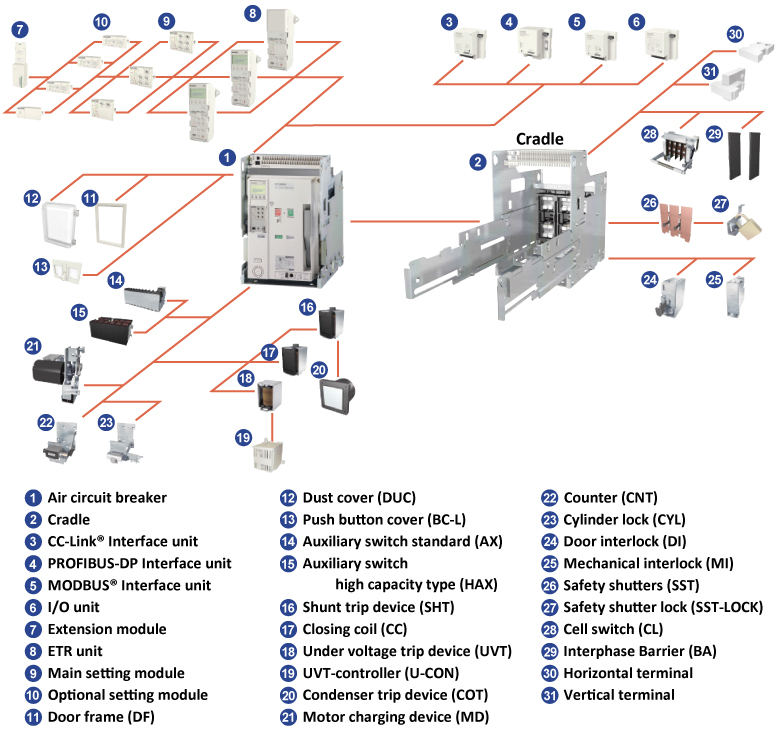 7
10
9
8
3
4
5
6
30
31
Cradle
1
2
28
29
12
11
26
27
13
14
15
24
25
16
21
17
20
18
22
23
19
1 Air circuit breaker
2 Cradle
3 CC-Link® Interface unit
4 PROFIBUS-DP Interface unit
5 MODBUS® Interface unit
6 I/O unit
7 Extension module
8 ETR unit
9 Main setting module
10 Optional setting module
11 Door frame (DF)
12 Dust cover (DUC)
13 Push button cover (BC-L)
14 Auxiliary switch standard (AX)
15 Auxiliary switch
high capacity type (HAX)
16 Shunt trip device (SHT)
17 Closing coil (CC)
18 Under voltage trip device (UVT)
19 UVT-controller (U-CON)
20 Condenser trip device (COT)
21 Motor charging device (MD)
22 Counter (CNT)
23 Cylinder lock (CYL)
24 Door interlock (DI)
25 Mechanical interlock (MI)
26 Safety shutters (SST)
27 Safety shutter lock (SST-LOCK)
28 Cell switch (CL)
29 Interphase Barrier (BA)
30 Horizontal terminal
31 Vertical terminal